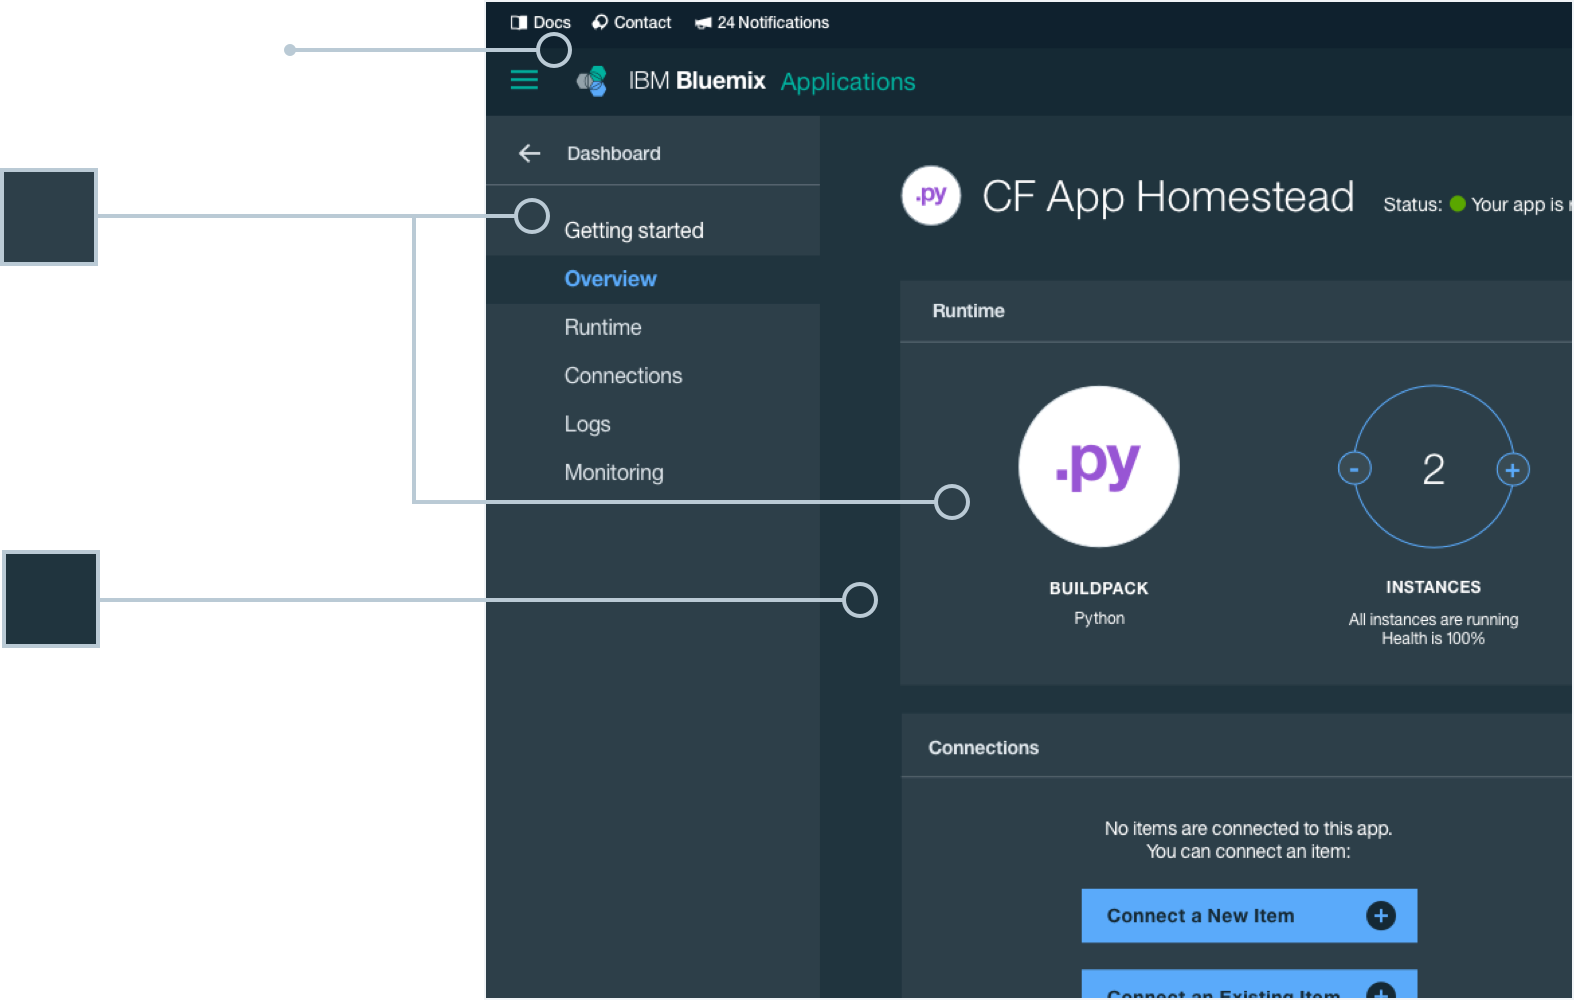 Docs Contact 24 Notifications
IBM Bluemix Applications
Dashboard
Getting started
Overview
Runtime
Connections
Logs
Monitoring
.py CF App Homestead Status: Your app is
Runtime
.py
- 2 +
BUILDPACK
Python
INSTANCES
All instances are running
Health is 100%
Connections
No items are connected to this app.
You can connect an item:
Connect a New Item +
Connect an Existing Item +